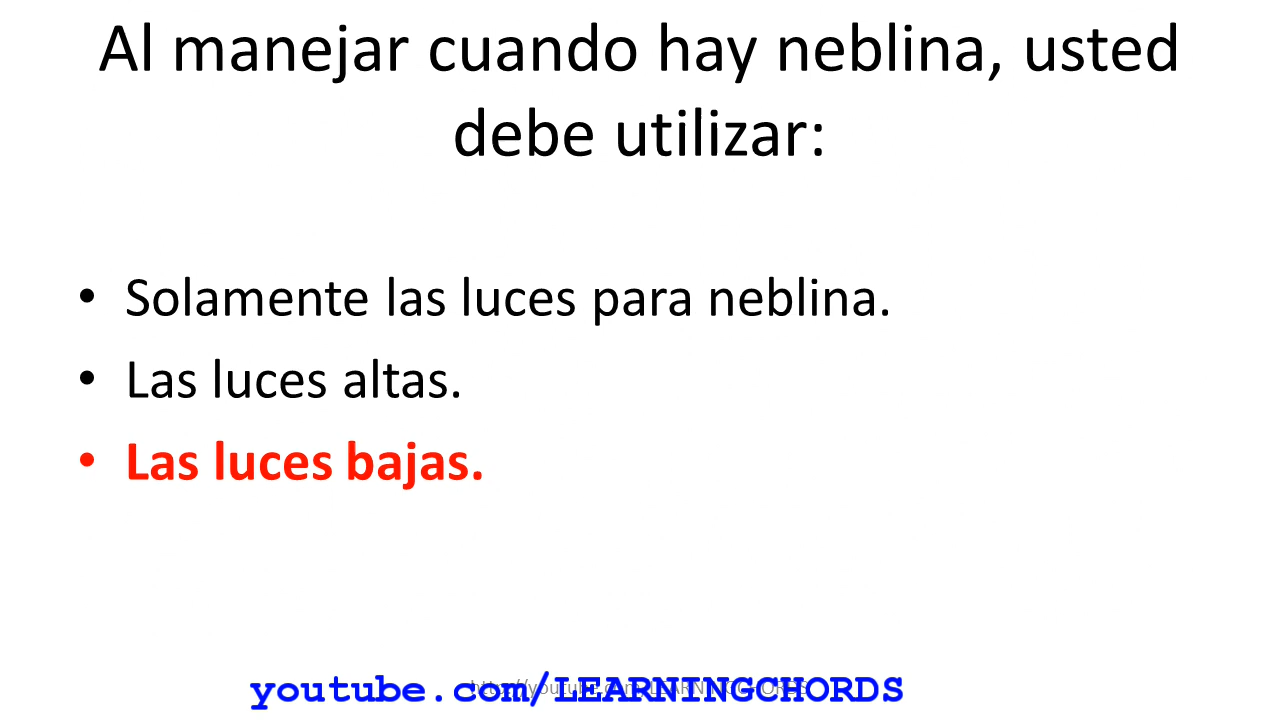 Al manejar cuando hay neblina, usted
debe utilizar:
• Solamente las luces para neblina.
• Las luces altas.
• Las luces bajas.
youtube.com/LEARNINGCHORDS